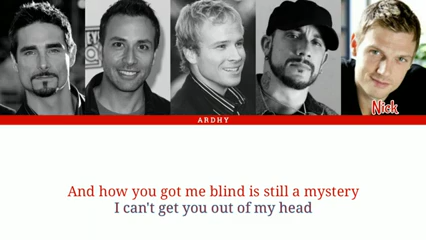 Nick
ARDHY
And how you got me blind is still a mystery
I can't get you out of my head